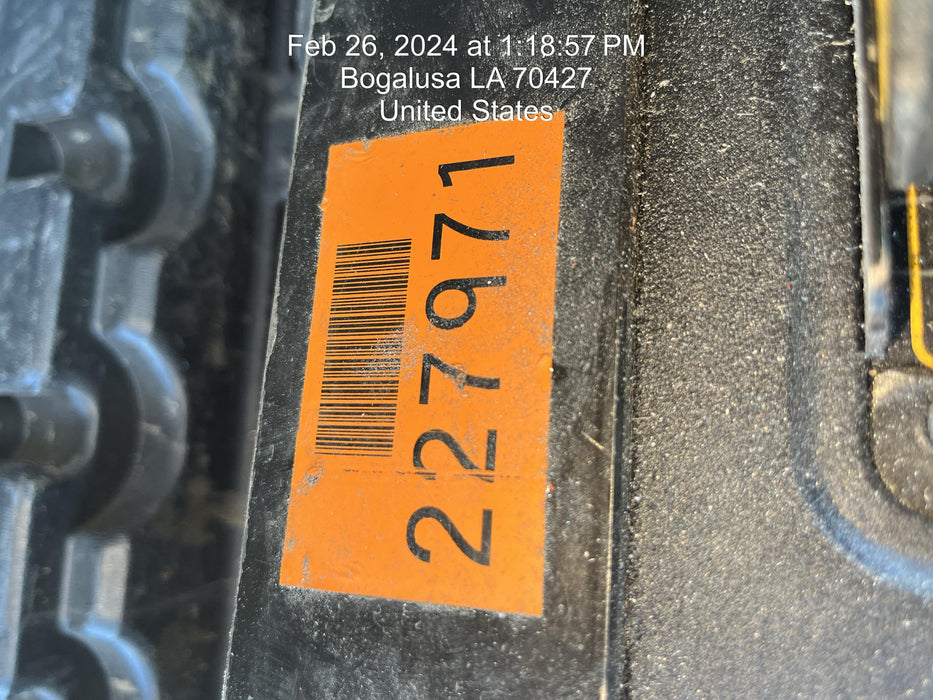 Feb 26, 2024 at 1:18:57 PM
Bogalusa LA 70427
United States
227971